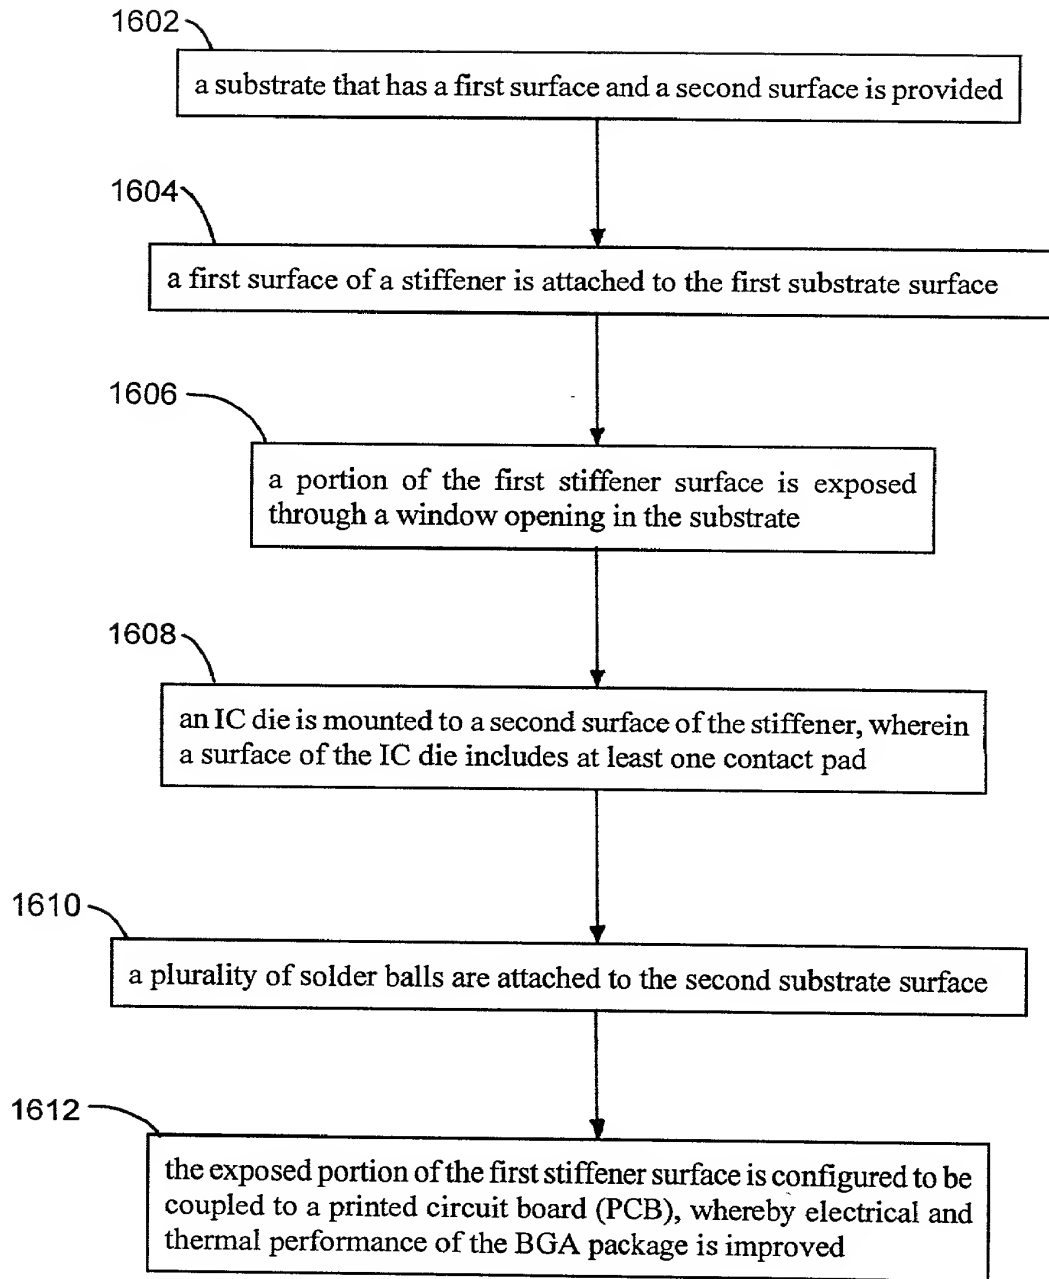 1602
a substrate that has a first surface and a second surface is provided
1604
a first surface of a stiffener is attached to the first substrate surface
1606
a portion of the first stiffener surface is exposed
through a window opening in the substrate
1608
an IC die is mounted to a second surface of the stiffener, wherein
a surface of the IC die includes at least one contact pad
1610
a plurality of solder balls are attached to the second substrate surface
1612
the exposed portion of the first stiffener surface is configured to be
coupled to a printed circuit board (PCB), whereby electrical and
thermal performance of the BGA package is improved